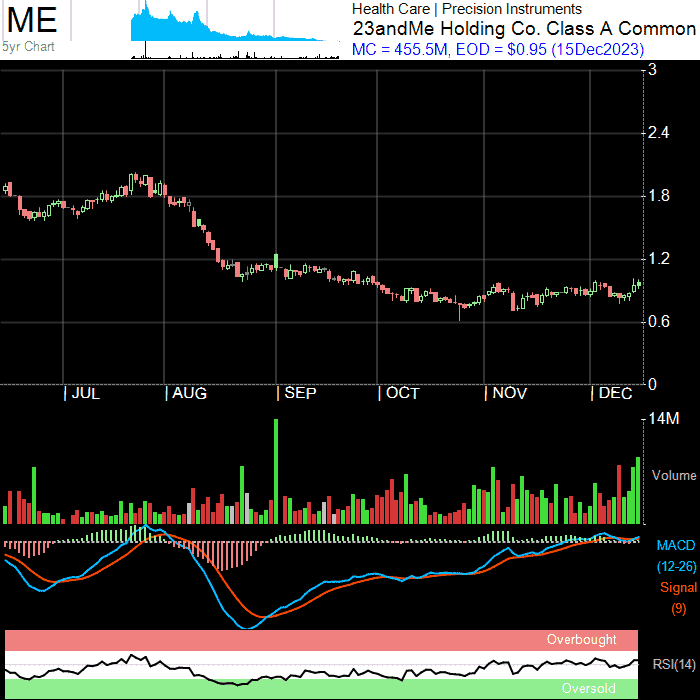 ME
5yr Chart
Health Care | Precision Instruments
23andMe Holding Co. Class A Common
MC = 455.5M, EOD = $0.95 (15Dec2023)
3
2.4
1.8
1.2
0.6
0
| JUL | AUG | SEP | OCT | NOV | DEC
14M
Volume
MACD
(12-26)
Signal
(9)
Overbought
RSI(14)
Oversold